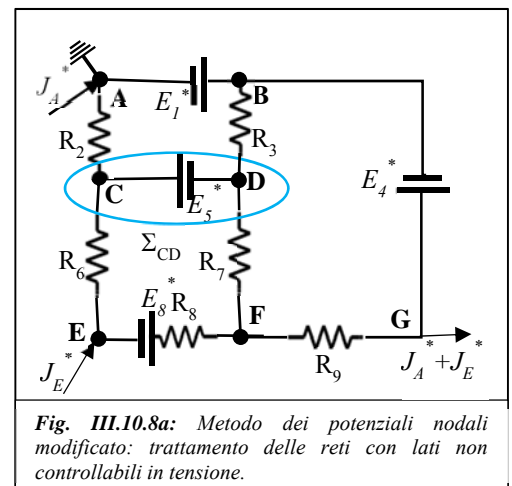 J_A^*
A
E_1^*
B
R_2
R_3
E_4^*
C
E_5^*
D
Σ_CD
R_6
R_7
E_8^*
R_8
E
F
G
J_E^*
R_9
J_A^*+J_E^*
Fig. III.10.8a: Metodo dei potenziali nodali
modificato: trattamento delle reti con lati non
controllabili in tensione.